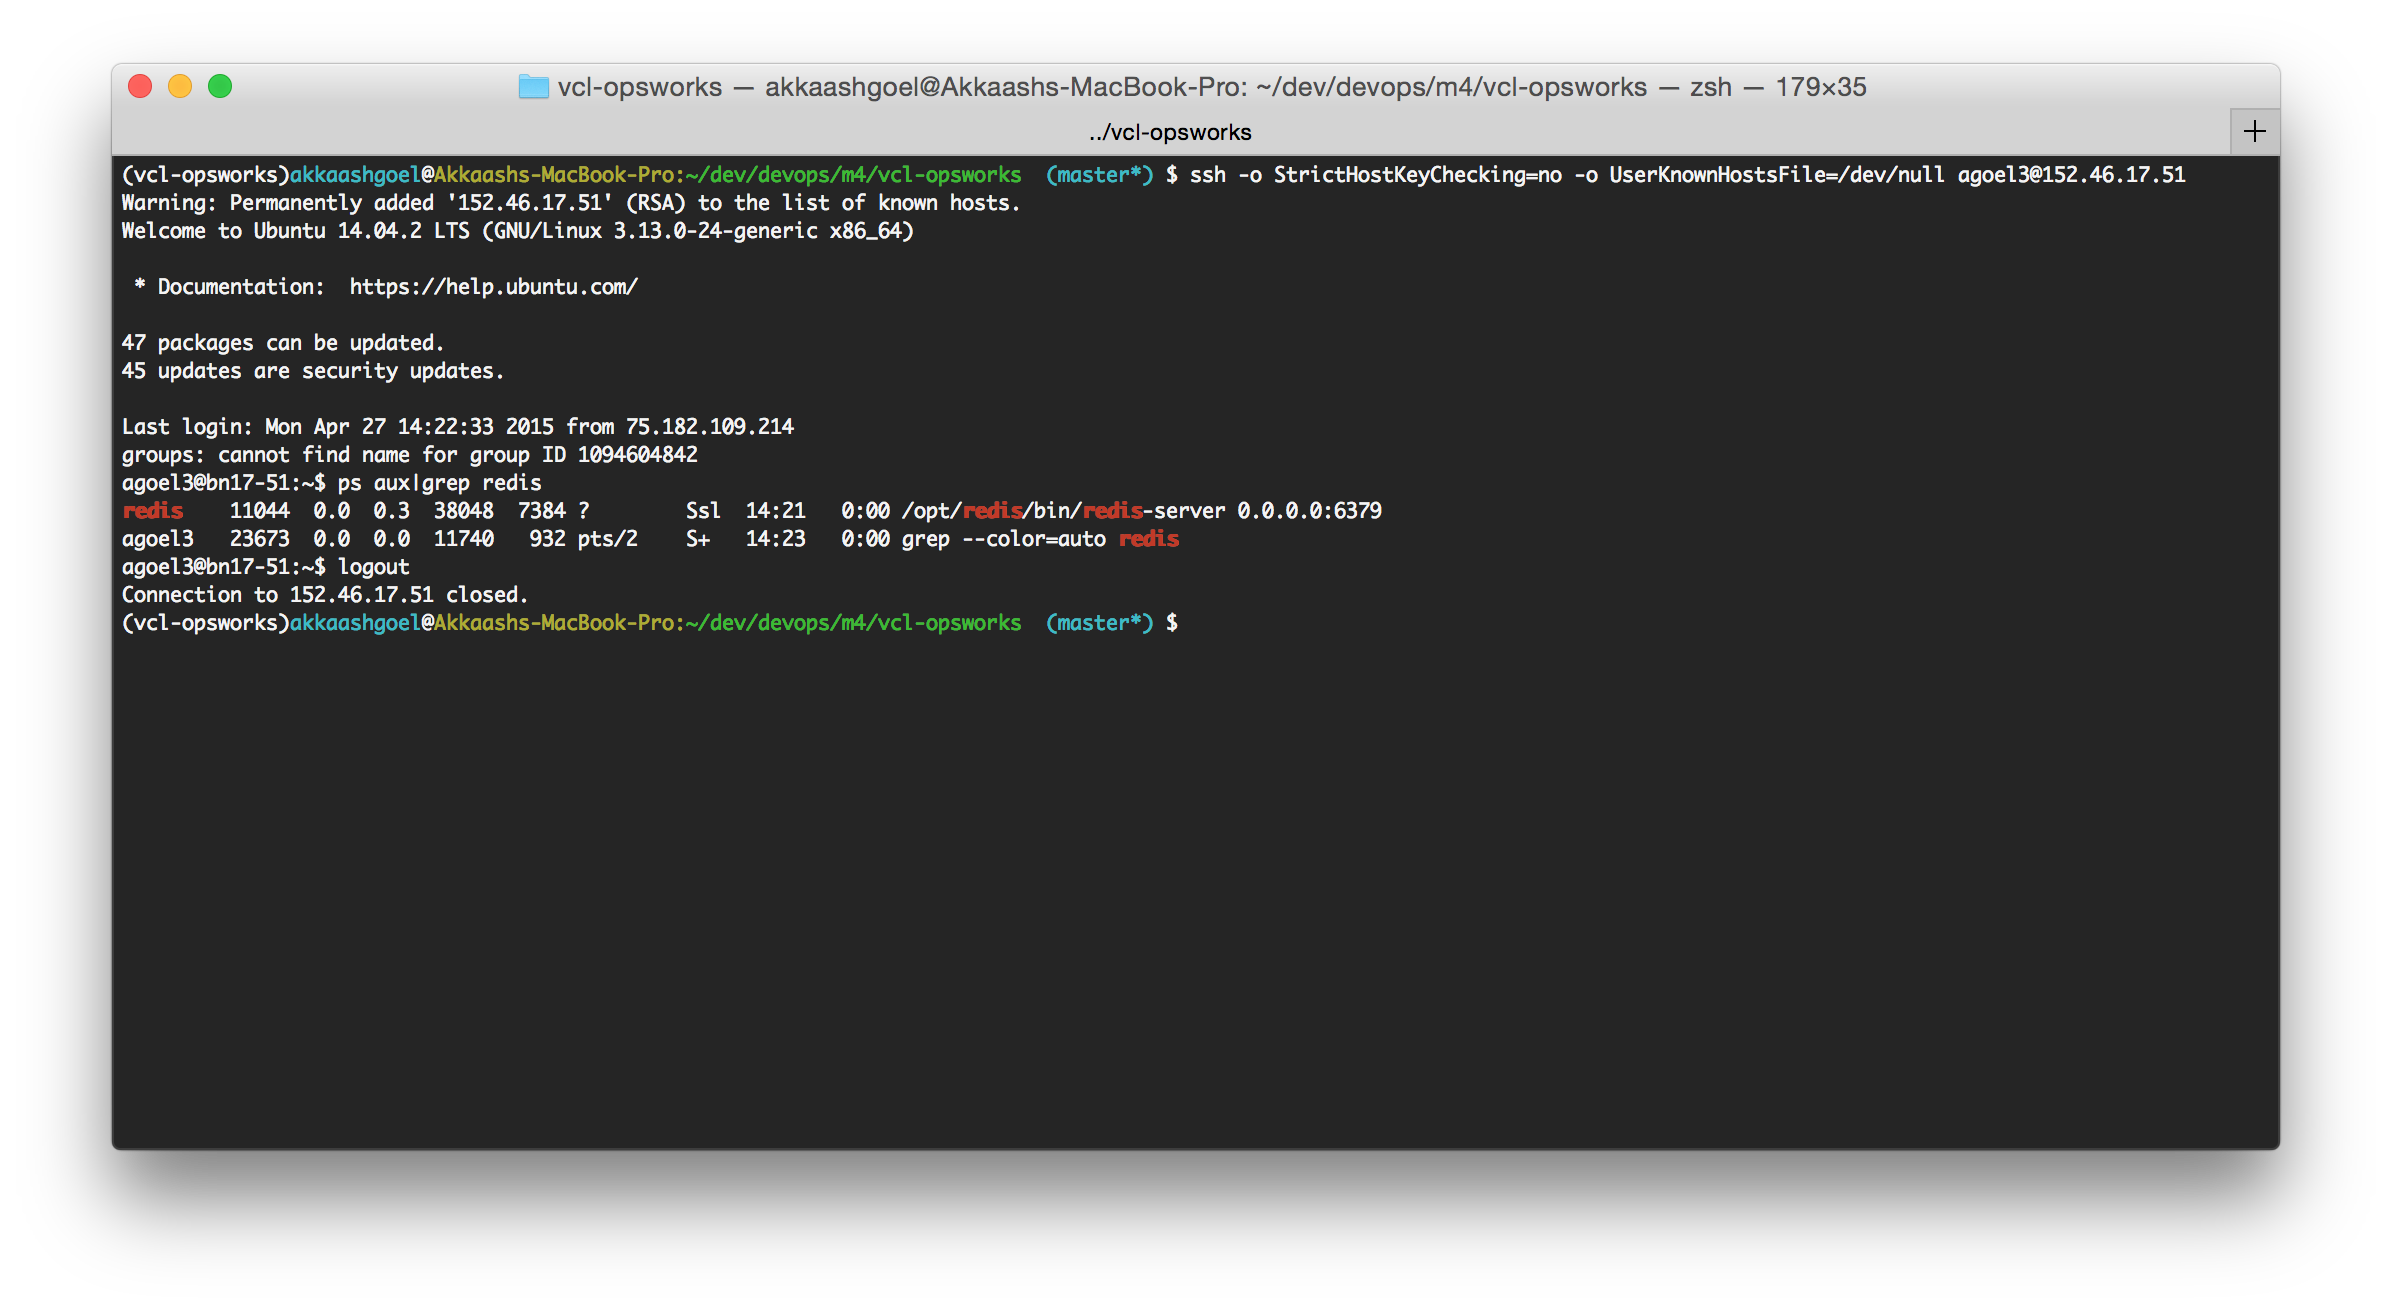 vcl-opsworks — akkaashgoel@Akkaashs-MacBook-Pro: ~/dev/devops/m4/vcl-opsworks — zsh — 179×35
../vcl-opsworks
+
(vcl-opsworks)akkaashgoel@Akkaashs-MacBook-Pro:~/dev/devops/m4/vcl-opsworks  (master*) $ ssh -o StrictHostKeyChecking=no -o UserKnownHostsFile=/dev/null agoel3@152.46.17.51
Warning: Permanently added '152.46.17.51' (RSA) to the list of known hosts.
Welcome to Ubuntu 14.04.2 LTS (GNU/Linux 3.13.0-24-generic x86_64)
 * Documentation:  https://help.ubuntu.com/
47 packages can be updated.
45 updates are security updates.
Last login: Mon Apr 27 14:22:33 2015 from 75.182.109.214
groups: cannot find name for group ID 1094604842
agoel3@bn17-51:~$ ps aux|grep redis
redis    11044  0.0  0.3  38048  7384 ?        Ssl  14:21   0:00 /opt/redis/bin/redis-server 0.0.0.0:6379
agoel3   23673  0.0  0.0  11740   932 pts/2    S+   14:23   0:00 grep --color=auto redis
agoel3@bn17-51:~$ logout
Connection to 152.46.17.51 closed.
(vcl-opsworks)akkaashgoel@Akkaashs-MacBook-Pro:~/dev/devops/m4/vcl-opsworks  (master*) $